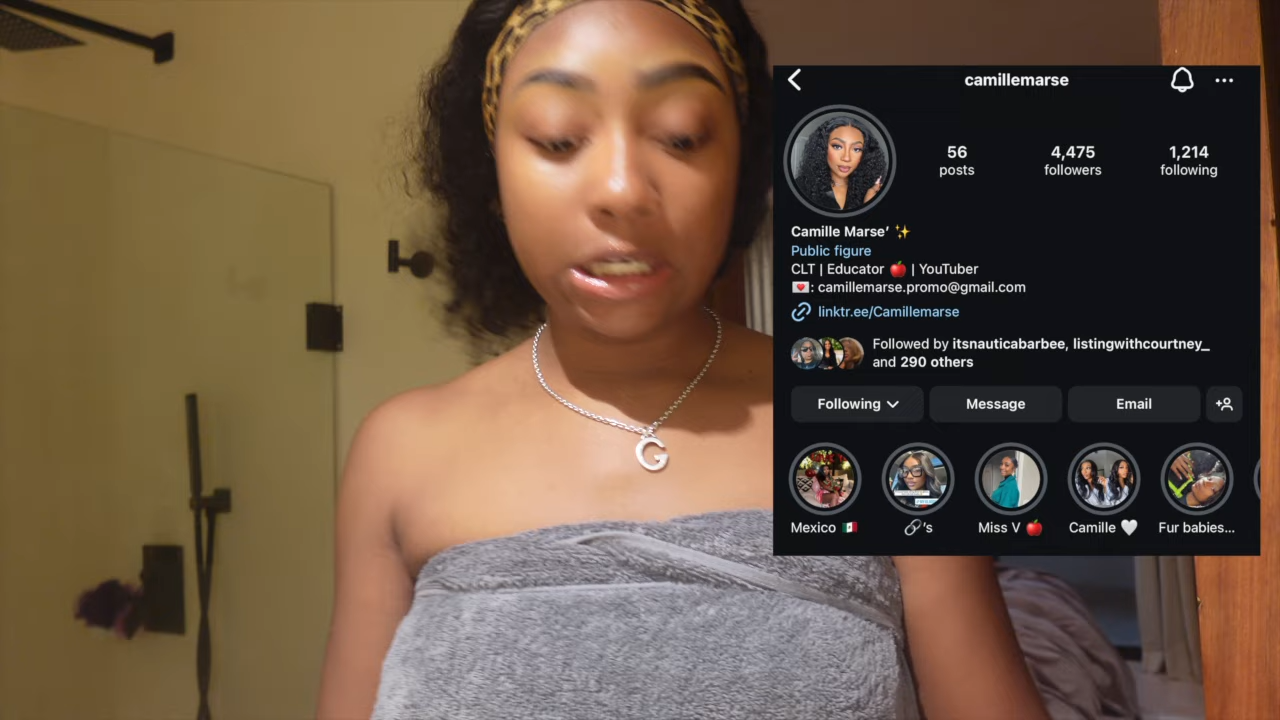 camillemarse
56
posts
4,475
followers
1,214
following
Camille Marse’ ✨
Public figure
CLT | Educator 🍎 | YouTuber
💌: camillemarse.promo@gmail.com
linktr.ee/Camillemarse
Followed by itsnauticabarbee, listingwithcourtney_
and 290 others
Following
Message
Email
Mexico 🇲🇽
🔗’s
Miss V 🍎
Camille 🤍
Fur babies...
G